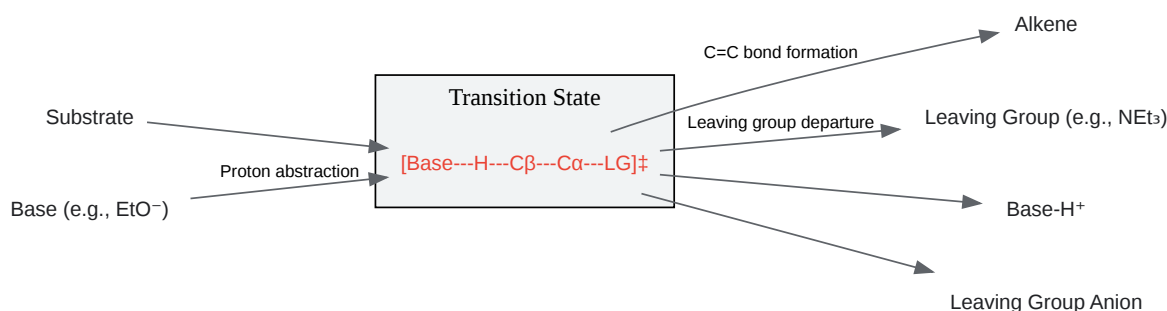 Alkene
C=C bond formation
Transition State
Substrate
Leaving group departure
Leaving Group (e.g., NEt₃)
[Base---H---Cβ---Cα---LG]‡
Proton abstraction
Base (e.g., EtO⁻)
Base-H⁺
Leaving Group Anion